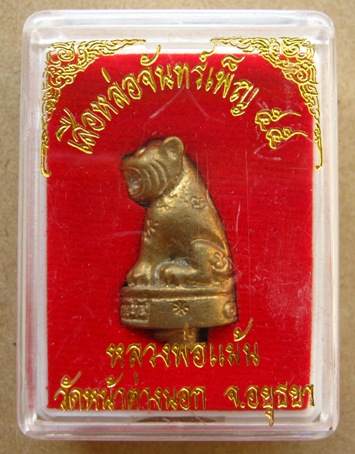 เสือหล่อจันทร์เพ็ญ ๕๕
หลวงพ่อแม้น
วัดหน้าต่างนอก จ.อยุธยา